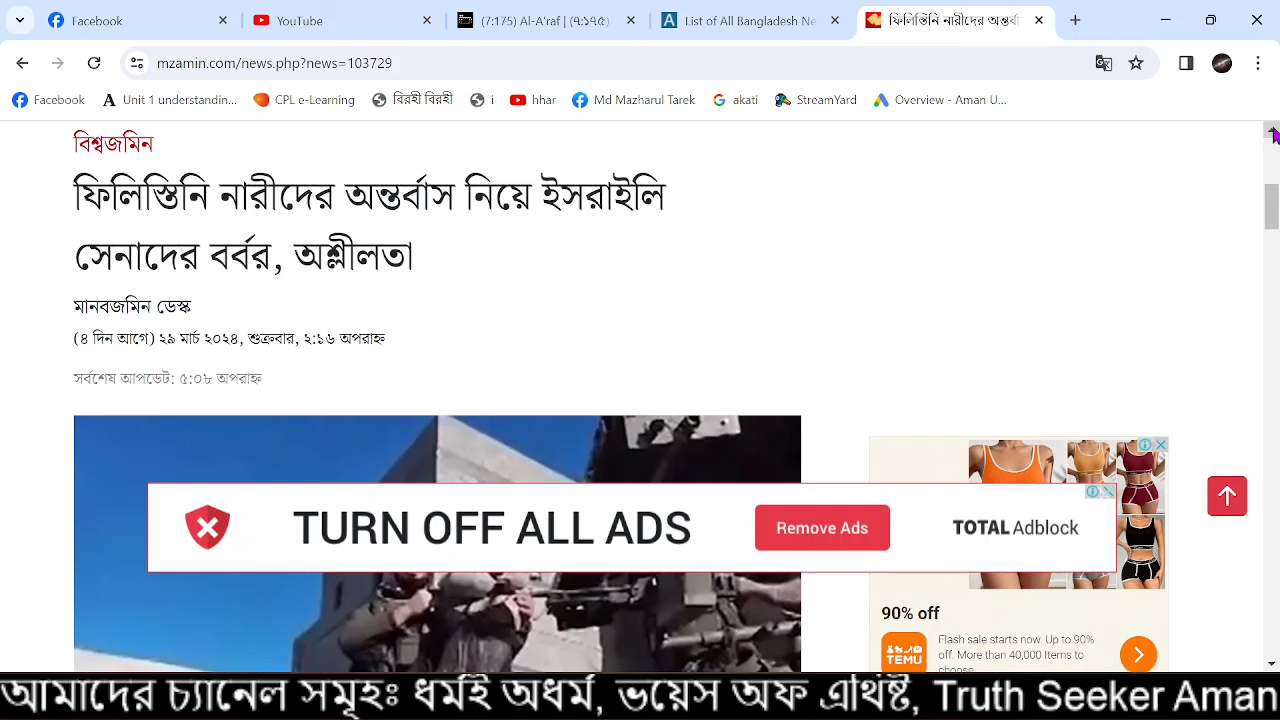 Facebook
YouTube
(7:175) Al-A'raf | (৭:১৭৫)
List of All Bangladesh Ne
ফিলিস্তিনি নারীদের অন্তর্বা
mzamin.com/news.php?news=103729
Facebook
Unit 1 understandin...
CPL e-Learning
বিরহী বিরহী
i
hhar
Md Mazharul Tarek
akati
StreamYard
Overview - Aman U...
বিশ্বজমিন
ফিলিস্তিনি নারীদের অন্তর্বাস নিয়ে ইসরাইলি
সেনাদের বর্বর, অশ্লীলতা
মানবজমিন ডেস্ক
(৪ দিন আগে) ২৯ মার্চ ২০২৪, শুক্রবার, ২:১৬ অপরাহ্ন
সর্বশেষ আপডেট: ৫:০৮ অপরাহ্ন
TURN OFF ALL ADS
Remove Ads
TOTAL Adblock
90% off
TEMU
Flash sale starts now. Up to 90%
off. More than 40,000 Items to
choose
আমাদের চ্যানেল সমূহঃ ধর্মই অধর্ম, ভয়েস অফ এথিষ্ট, Truth Seeker Aman